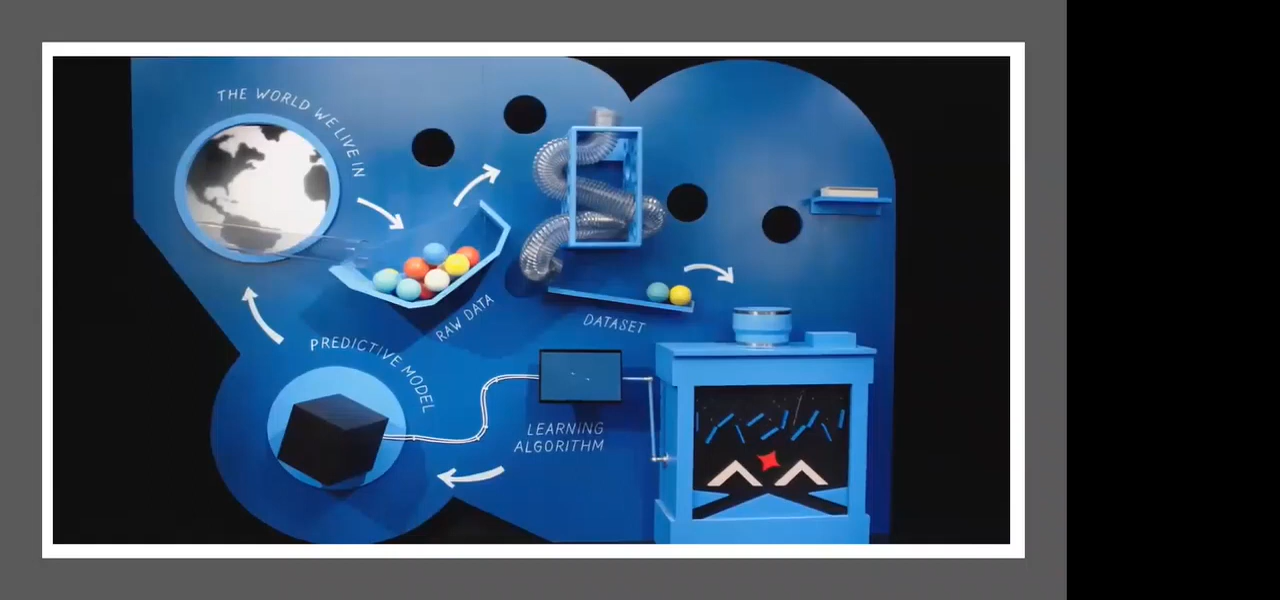 THE WORLD WE LIVE IN
RAW DATA
DATASET
PREDICTIVE MODEL
LEARNING
ALGORITHM